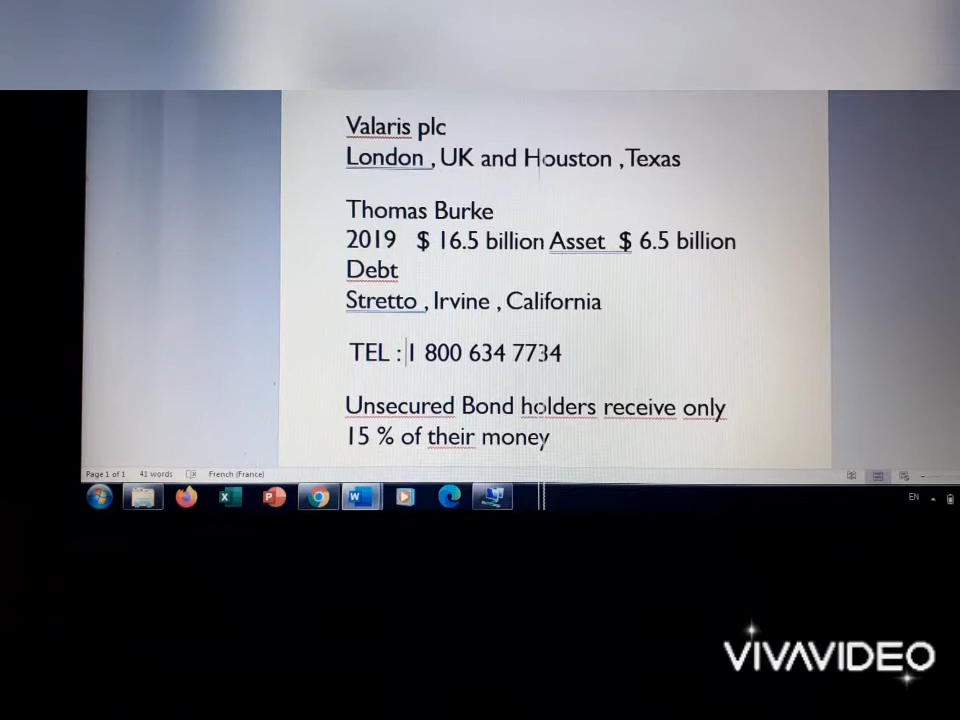 Valaris plc
London , UK and Houston , Texas
Thomas Burke
2019 $ 16.5 billion Asset $ 6.5 billion
Debt
Stretto , Irvine , California
TEL : 1 800 634 7734
Unsecured Bond holders receive only
15 % of their money
Page 1 of 1 41 words French (France)
EN
VIVAVIDEO